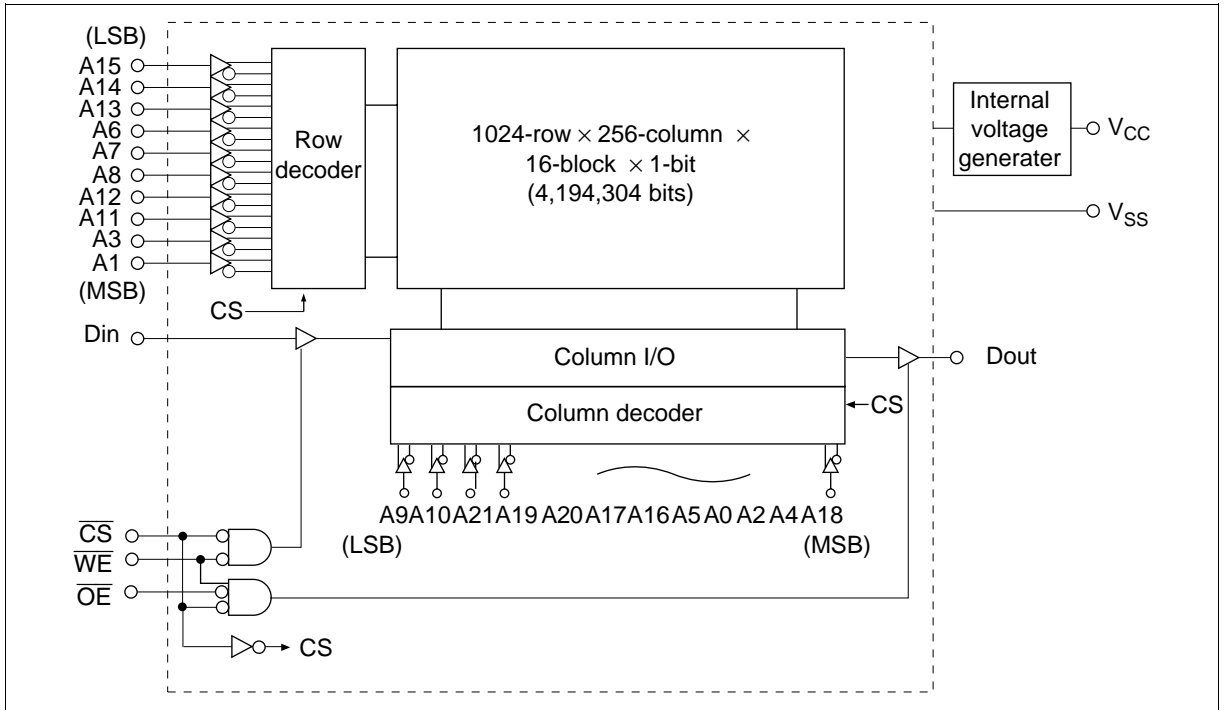 (LSB)
A15
A14
A13
A6
A7
A8
A12
A11
A3
A1
(MSB)
Row
decoder
CS
1024-row × 256-column ×
16-block × 1-bit
(4,194,304 bits)
Internal
voltage
generater
VCC
VSS
Din
Column I/O
Dout
Column decoder
CS
A9 A10 A21 A19 A20 A17 A16 A5 A0 A2 A4 A18
(LSB) (MSB)
CS
WE
OE
CS